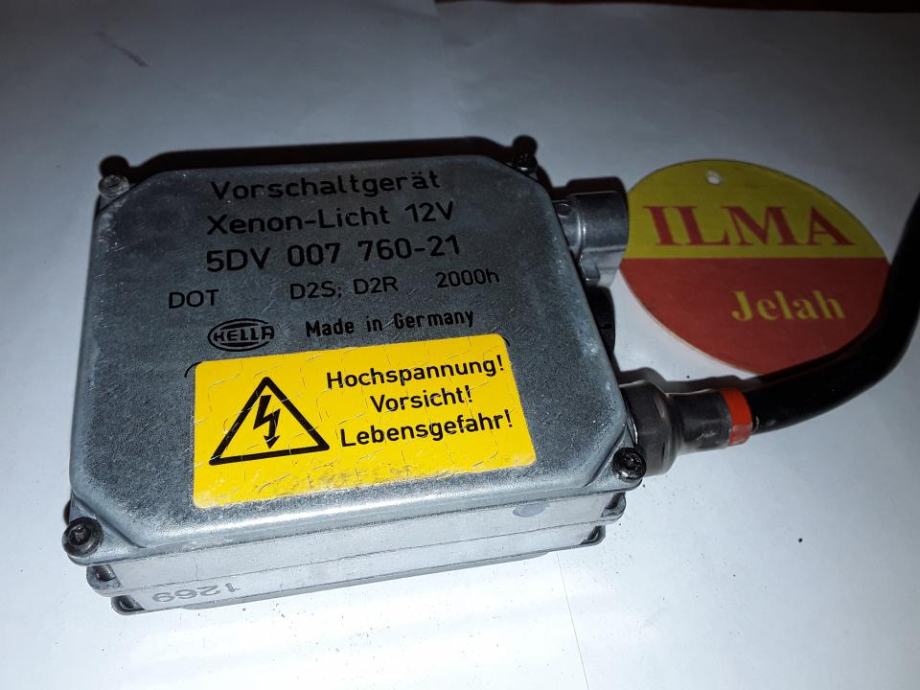 Vorschaltgerät
Xenon-Licht 12V
5DV 007 760-21
DOT D2S; D2R 2000h
HELLA Made in Germany
Hochspannung!
Vorsicht!
Lebensgefahr!
1269
ILMA
Jelah